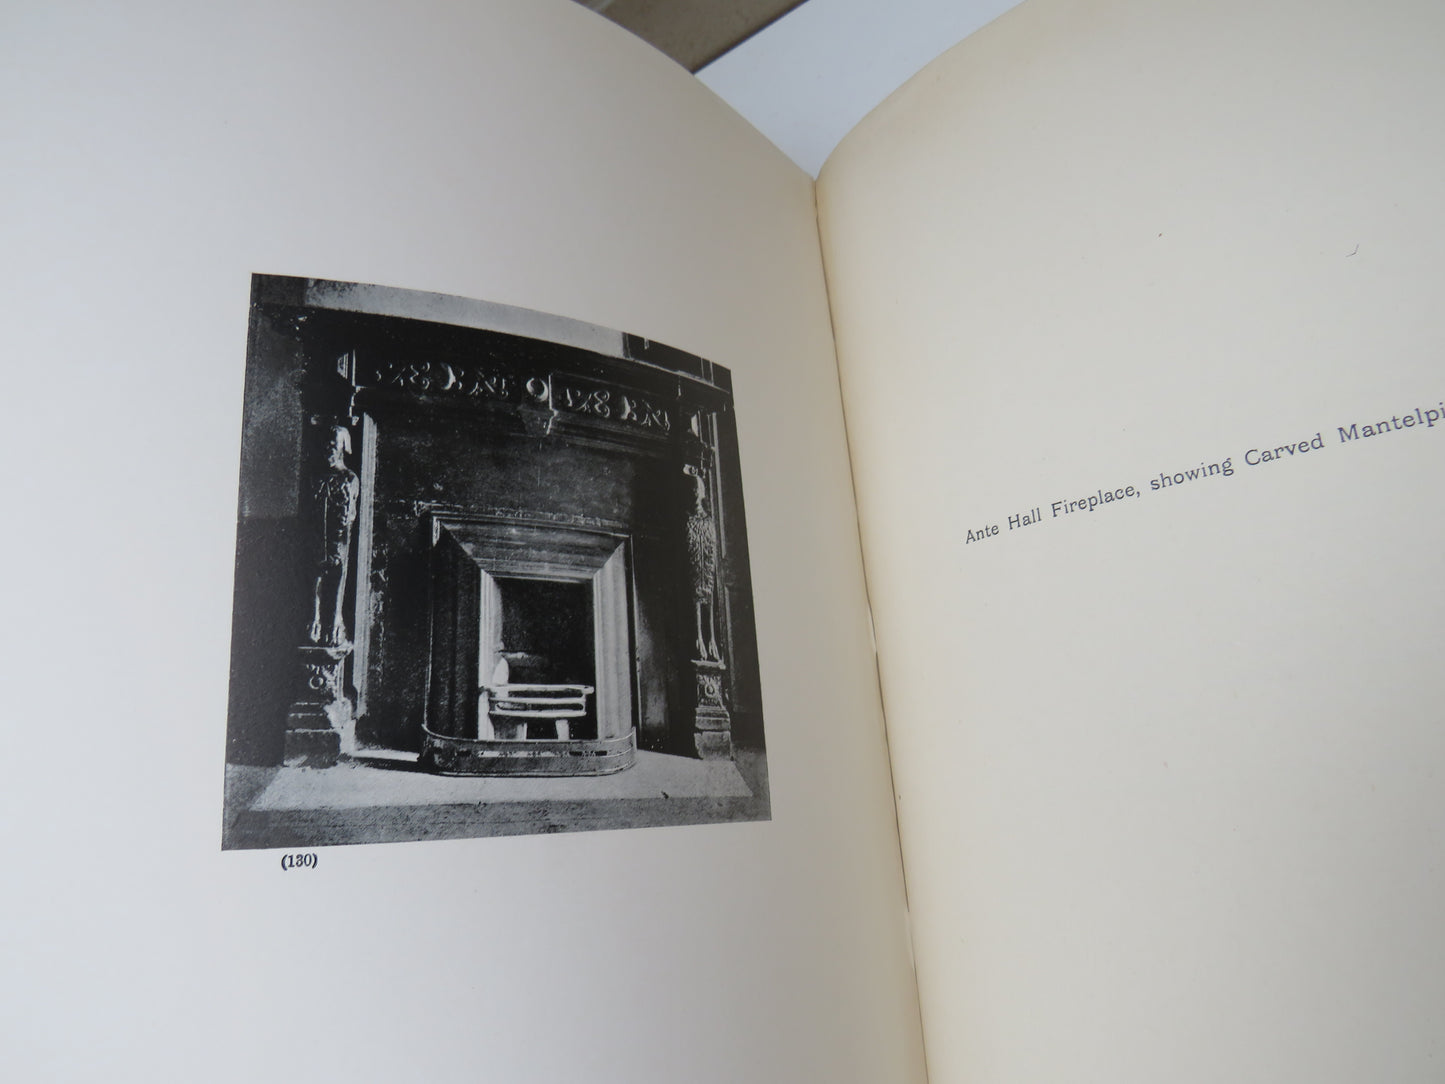 (130)
Ante Hall Fireplace, showing Carved Mantelpi